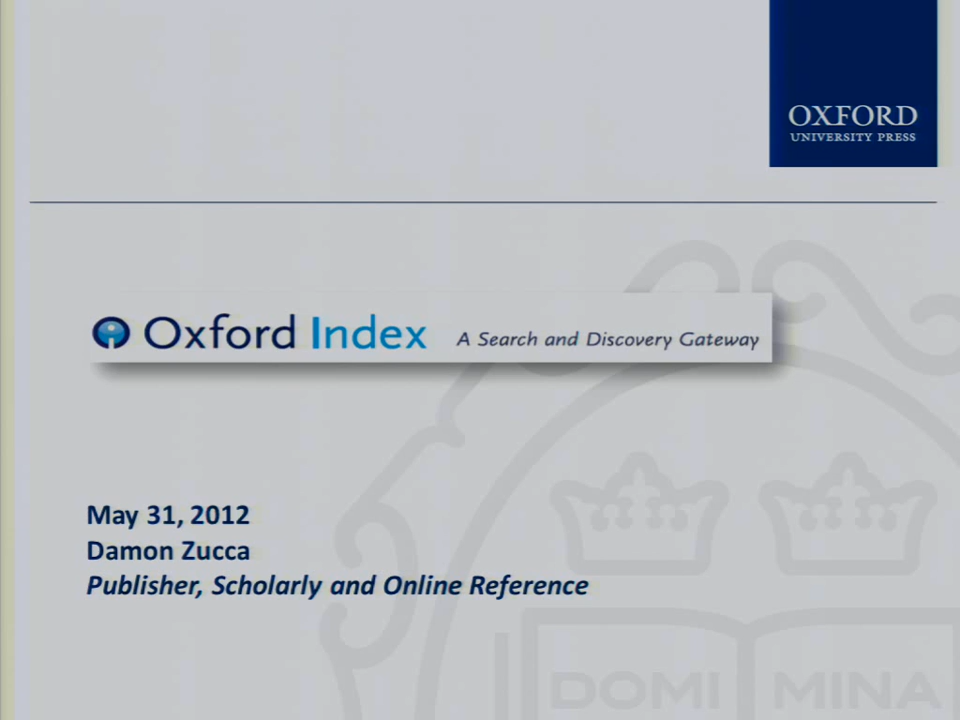 OXFORD
UNIVERSITY PRESS
Oxford Index A Search and Discovery Gateway
May 31, 2012
Damon Zucca
Publisher, Scholarly and Online Reference
DOMI MINA